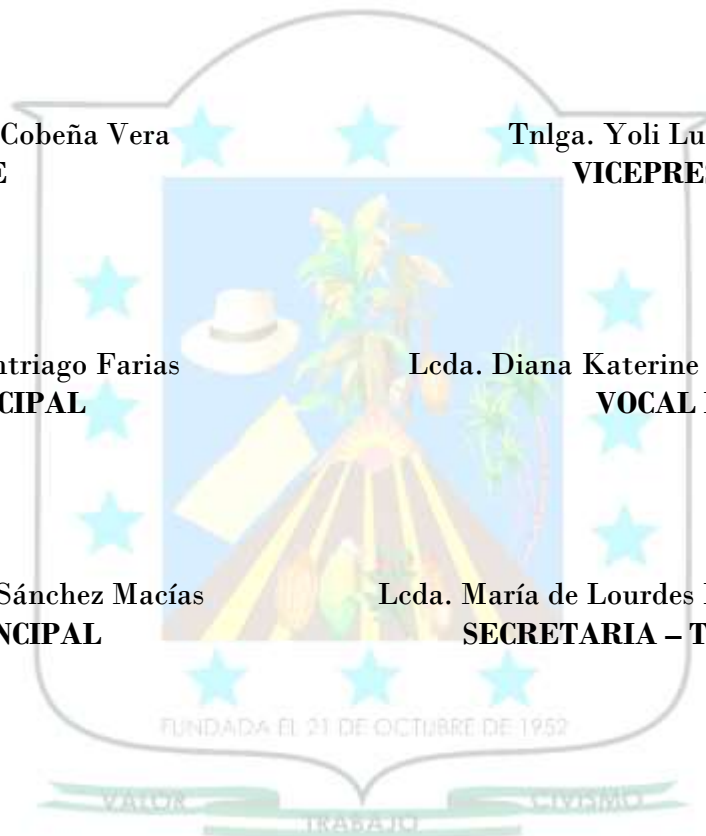 Cobeña Vera
E
Tnlga. Yoli Lu
VICEPRES
ntriago Farias
CIPAL
Lcda. Diana Katerine
VOCAL
Sánchez Macías
NCIPAL
Lcda. María de Lourdes
SECRETARIA – T
FUNDADA EL 21 DE OCTUBRE DE 1952
VALOR
TRABAJO
CIVISMO